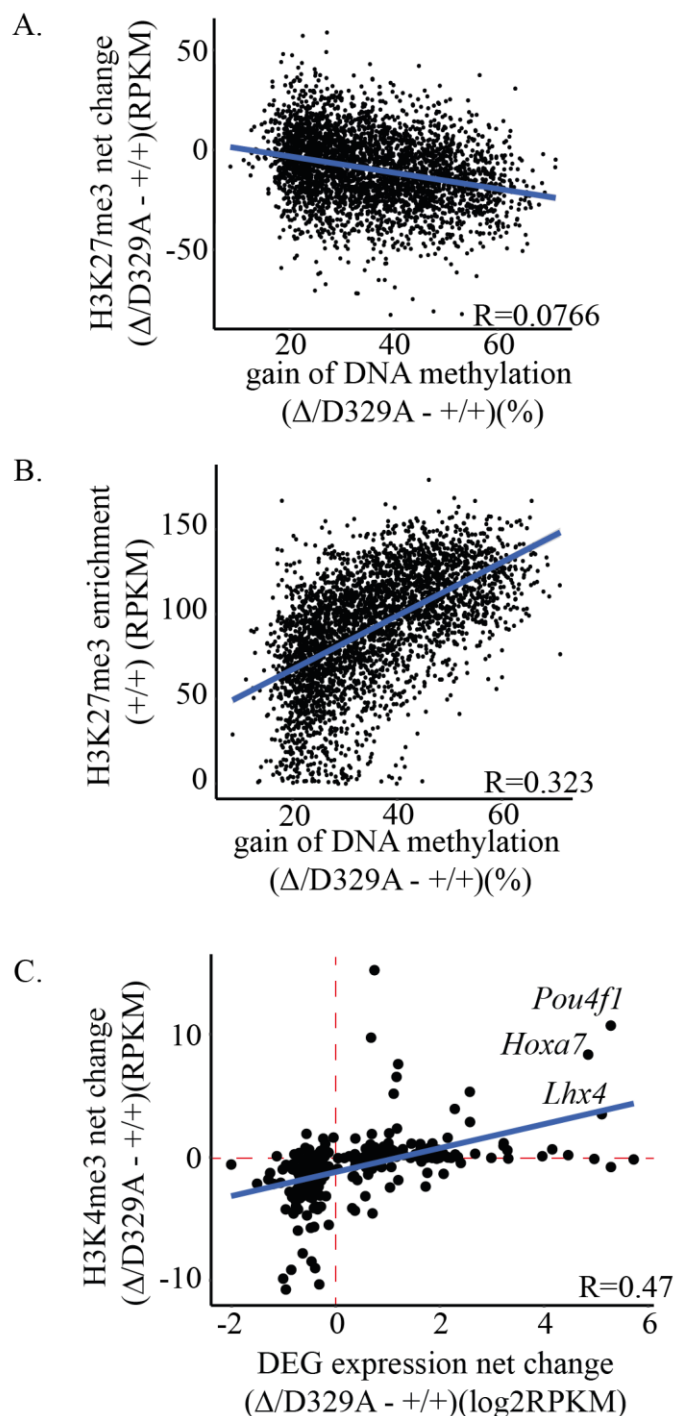 A.
H3K27me3 net change
(Δ/D329A - +/+)(RPKM)
50
0
-50
R=0.0766
20 40 60
gain of DNA methylation
(Δ/D329A - +/+)(%)
B.
H3K27me3 enrichment
(+/+) (RPKM)
150
100
50
0
R=0.323
20 40 60
gain of DNA methylation
(Δ/D329A - +/+)(%)
C.
H3K4me3 net change
(Δ/D329A - +/+)(RPKM)
Pou4f1
10
Hoxa7
Lhx4
0
-10
R=0.47
-2 0 2 4 6
DEG expression net change
(Δ/D329A - +/+)(log2RPKM)